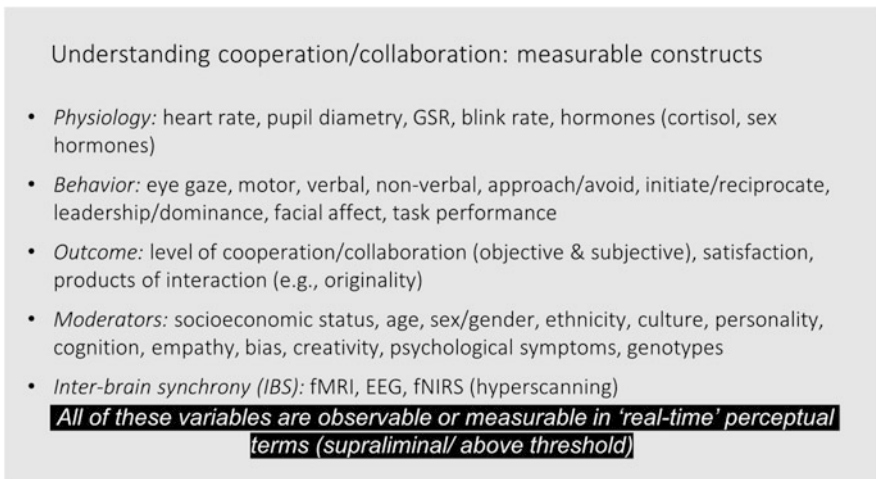 Understanding cooperation/collaboration: measurable constructs
• Physiology: heart rate, pupil diametry, GSR, blink rate, hormones (cortisol, sex
hormones)
• Behavior: eye gaze, motor, verbal, non-verbal, approach/avoid, initiate/reciprocate,
leadership/dominance, facial affect, task performance
• Outcome: level of cooperation/collaboration (objective & subjective), satisfaction,
products of interaction (e.g., originality)
• Moderators: socioeconomic status, age, sex/gender, ethnicity, culture, personality,
cognition, empathy, bias, creativity, psychological symptoms, genotypes
• Inter-brain synchrony (IBS): fMRI, EEG, fNIRS (hyperscanning)
All of these variables are observable or measurable in ‘real-time’ perceptual
terms (supraliminal/ above threshold)